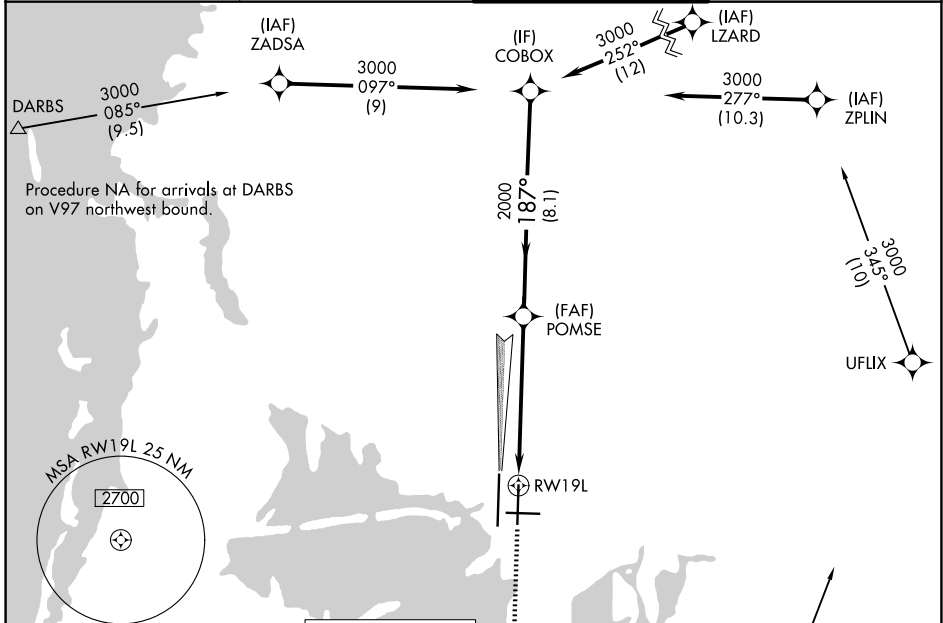 (IAF)
ZADSA
(IF)
COBOX
(IAF)
LZARD
3000
252°
(12)
3000
097°
(9)
3000
277°
(10.3)
(IAF)
ZPLIN
DARBS
3000
085°
(9.5)
Procedure NA for arrivals at DARBS
on V97 northwest bound.
2000
187°
(8.1)
3000
345°
(10)
(FAF)
POMSE
UFLIX
MSA RW19L 25 NM
2700
RW19L